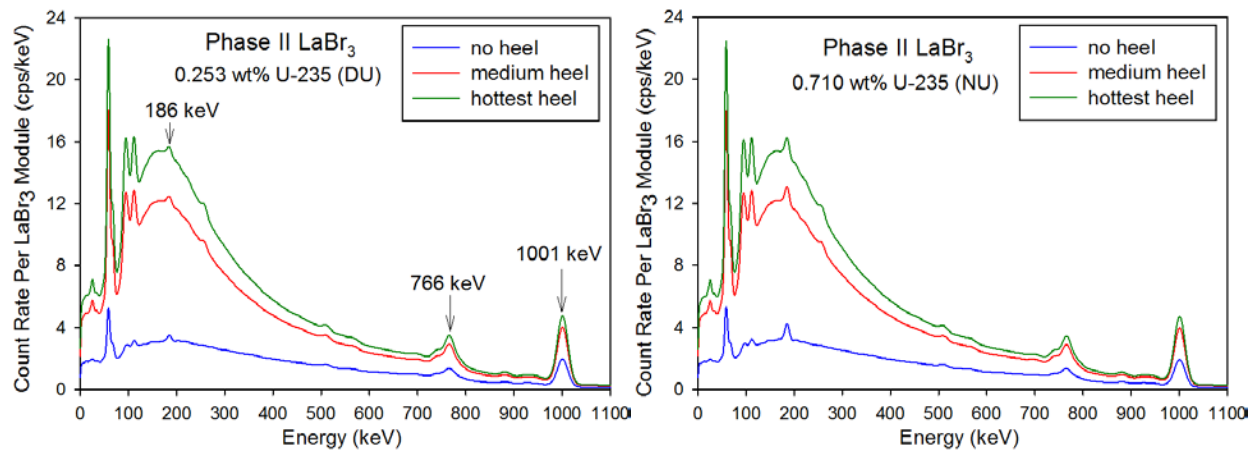 Phase II LaBr3
0.253 wt% U-235 (DU)
no heel
medium heel
hottest heel
186 keV
766 keV
1001 keV
Count Rate Per LaBr3 Module (cps/keV)
24
20
16
12
8
4
0
0 100 200 300 400 500 600 700 800 900 1000 1100
Energy (keV)
Phase II LaBr3
0.710 wt% U-235 (NU)
no heel
medium heel
hottest heel
Count Rate Per LaBr3 Module (cps/keV)
24
20
16
12
8
4
0
0 100 200 300 400 500 600 700 800 900 1000 1100
Energy (keV)